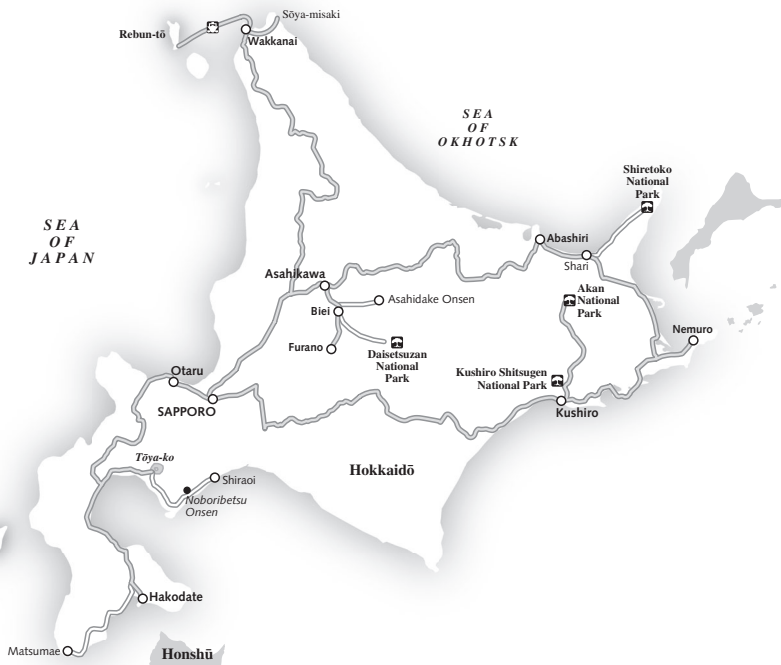 Sōya-misaki
Rebun-tō
Wakkanai
SEA
OF
OKHOTSK
Shiretoko
National
Park
SEA
OF
JAPAN
Abashiri
Shari
Asahikawa
Akan
National
Park
Asahidake Onsen
Biei
Nemuro
Furano
Daisetsuzan
National
Park
Otaru
Kushiro Shitsugen
National Park
SAPPORO
Kushiro
Tōya-ko
Hokkaidō
Shiraoi
Noboribetsu
Onsen
Hakodate
Matsumae
Honshū